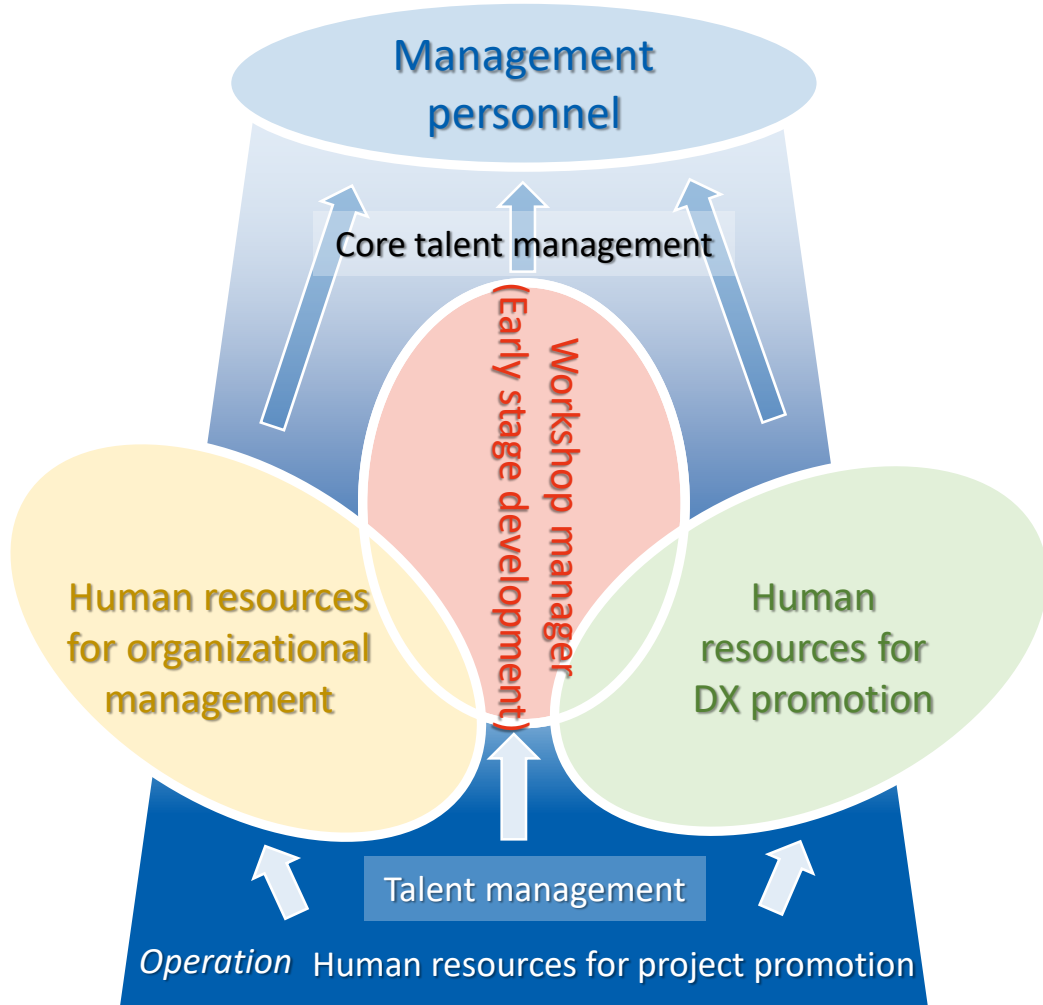 Management
personnel
Core talent management
Workshop manager
(Early stage development)
Human resources
for organizational
management
Human
resources for
DX promotion
Talent management
Operation Human resources for project promotion